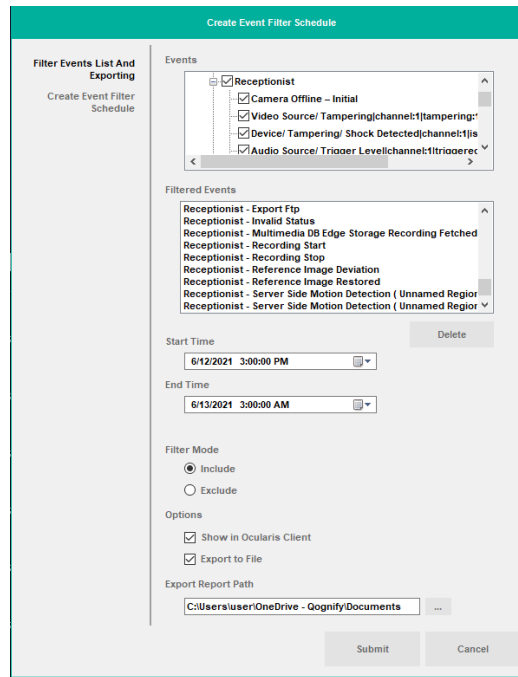 Create Event Filter Schedule
Filter Events List And
Exporting
Create Event Filter
Schedule
Events
Receptionist
Camera Offline – Initial
Video Source/ Tampering|channel:1|tampering:1
Device/ Tampering/ Shock Detected|channel:1|is
Audio Source/ Trigger Level|channel:1|triggered
Filtered Events
Receptionist - Export Ftp
Receptionist - Invalid Status
Receptionist - Multimedia DB Edge Storage Recording Fetched
Receptionist - Recording Start
Receptionist - Recording Stop
Receptionist - Reference Image Deviation
Receptionist - Reference Image Restored
Receptionist - Server Side Motion Detection ( Unnamed Region
Receptionist - Server Side Motion Detection ( Unnamed Region
Delete
Start Time
6/12/2021 3:00:00 PM
End Time
6/13/2021 3:00:00 AM
Filter Mode
Include
Exclude
Options
Show in Ocularis Client
Export to File
Export Report Path
C:\Users\user\OneDrive - Qognify\Documents
...
Submit Cancel